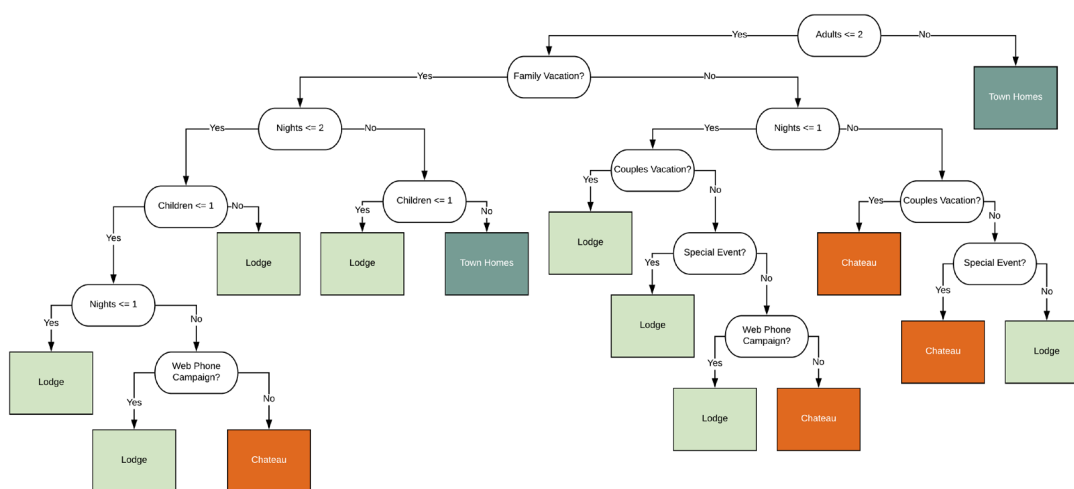 Adults <= 2
Yes
No
Family Vacation?
Town Homes
Yes
No
Nights <= 2
Nights <= 1
Yes
No
Yes
No
Couples Vacation?
Children <= 1
Children <= 1
Couples Vacation?
Yes
No
Yes
No
Yes
No
Yes
No
Lodge
Lodge
Town Homes
Lodge
Special Event?
Chateau
Special Event?
Yes
No
Yes
No
Nights <= 1
Lodge
Chateau
Lodge
Yes
No
Web Phone
Campaign?
Lodge
Web Phone
Campaign?
Yes
No
Lodge
Chateau
Yes
No
Lodge
Chateau